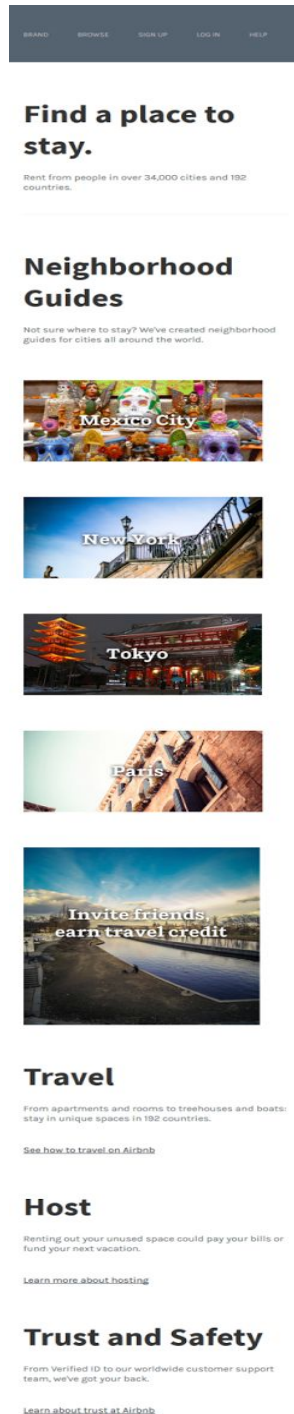 BRAND BROWSE SIGN UP LOG IN HELP
Find a place to
stay.
Rent from people in over 34,000 cities and 192
countries.
Neighborhood
Guides
Not sure where to stay? We've created neighborhood
guides for cities all around the world.
Mexico City
New York
Tokyo
Paris
Invite friends,
earn travel credit
Travel
From apartments and rooms to treehouses and boats:
stay in unique spaces in 192 countries.
See how to travel on Airbnb
Host
Renting out your unused space could pay your bills or
fund your next vacation.
Learn more about hosting
Trust and Safety
From Verified ID to our worldwide customer support
team, we've got your back.
Learn about trust at Airbnb